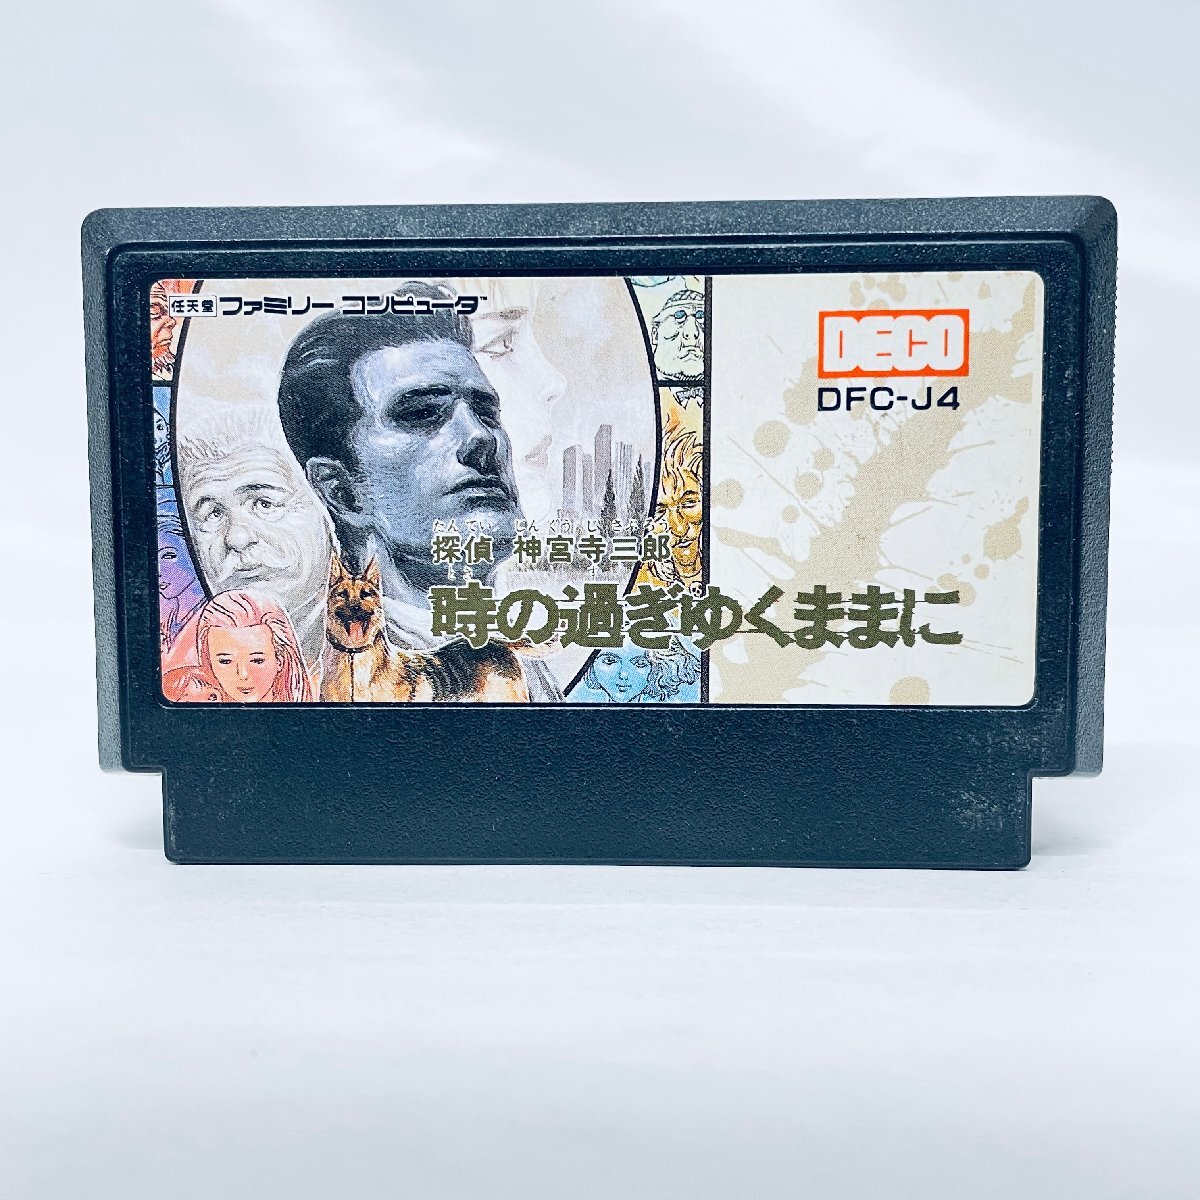 任天堂 ファミリー コンピュータ™
DECO
DFC-J4
たんてい じんぐうじ さぶろう
探偵 神宮寺三郎
とき す
時の過ぎゆくままに